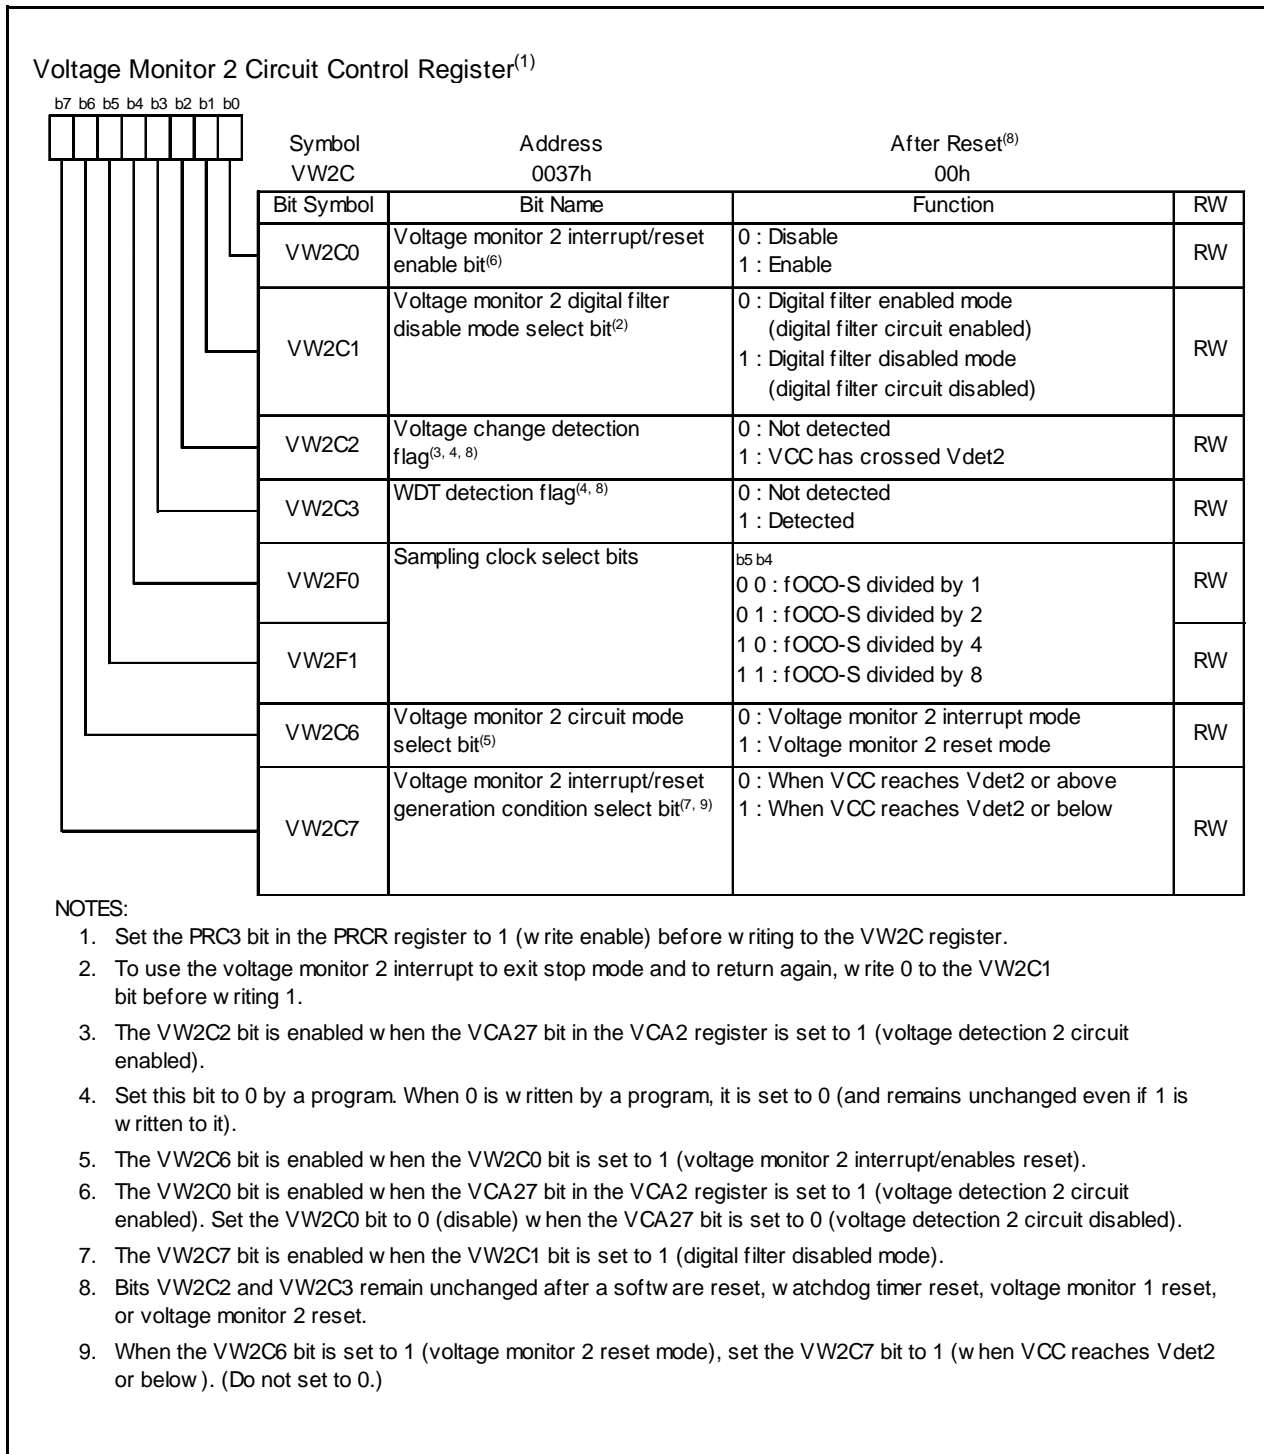 Voltage Monitor 2 Circuit Control Register(1)
b7 b6 b5 b4 b3 b2 b1 b0
Symbol Address After Reset(8)
VW2C 0037h 00h
Bit Symbol Bit Name Function RW
VW2C0 Voltage monitor 2 interrupt/reset enable bit(6) 0 : Disable RW
1 : Enable
VW2C1 Voltage monitor 2 digital filter disable mode select bit(2) 0 : Digital filter enabled mode RW
(digital filter circuit enabled)
1 : Digital filter disabled mode
(digital filter circuit disabled)
VW2C2 Voltage change detection flag(3, 4, 8) 0 : Not detected RW
1 : VCC has crossed Vdet2
VW2C3 WDT detection flag(4, 8) 0 : Not detected RW
1 : Detected
VW2F0 Sampling clock select bits b5 b4 RW
0 0 : fOCO-S divided by 1
0 1 : fOCO-S divided by 2
VW2F1 1 0 : fOCO-S divided by 4 RW
1 1 : fOCO-S divided by 8
VW2C6 Voltage monitor 2 circuit mode select bit(5) 0 : Voltage monitor 2 interrupt mode RW
1 : Voltage monitor 2 reset mode
VW2C7 Voltage monitor 2 interrupt/reset generation condition select bit(7, 9) 0 : When VCC reaches Vdet2 or above RW
1 : When VCC reaches Vdet2 or below
NOTES:
1. Set the PRC3 bit in the PRCR register to 1 (write enable) before writing to the VW2C register.
2. To use the voltage monitor 2 interrupt to exit stop mode and to return again, write 0 to the VW2C1
bit before writing 1.
3. The VW2C2 bit is enabled when the VCA27 bit in the VCA2 register is set to 1 (voltage detection 2 circuit
enabled).
4. Set this bit to 0 by a program. When 0 is written by a program, it is set to 0 (and remains unchanged even if 1 is
written to it).
5. The VW2C6 bit is enabled when the VW2C0 bit is set to 1 (voltage monitor 2 interrupt/enables reset).
6. The VW2C0 bit is enabled when the VCA27 bit in the VCA2 register is set to 1 (voltage detection 2 circuit
enabled). Set the VW2C0 bit to 0 (disable) when the VCA27 bit is set to 0 (voltage detection 2 circuit disabled).
7. The VW2C7 bit is enabled when the VW2C1 bit is set to 1 (digital filter disabled mode).
8. Bits VW2C2 and VW2C3 remain unchanged after a software reset, watchdog timer reset, voltage monitor 1 reset,
or voltage monitor 2 reset.
9. When the VW2C6 bit is set to 1 (voltage monitor 2 reset mode), set the VW2C7 bit to 1 (when VCC reaches Vdet2
or below). (Do not set to 0.)